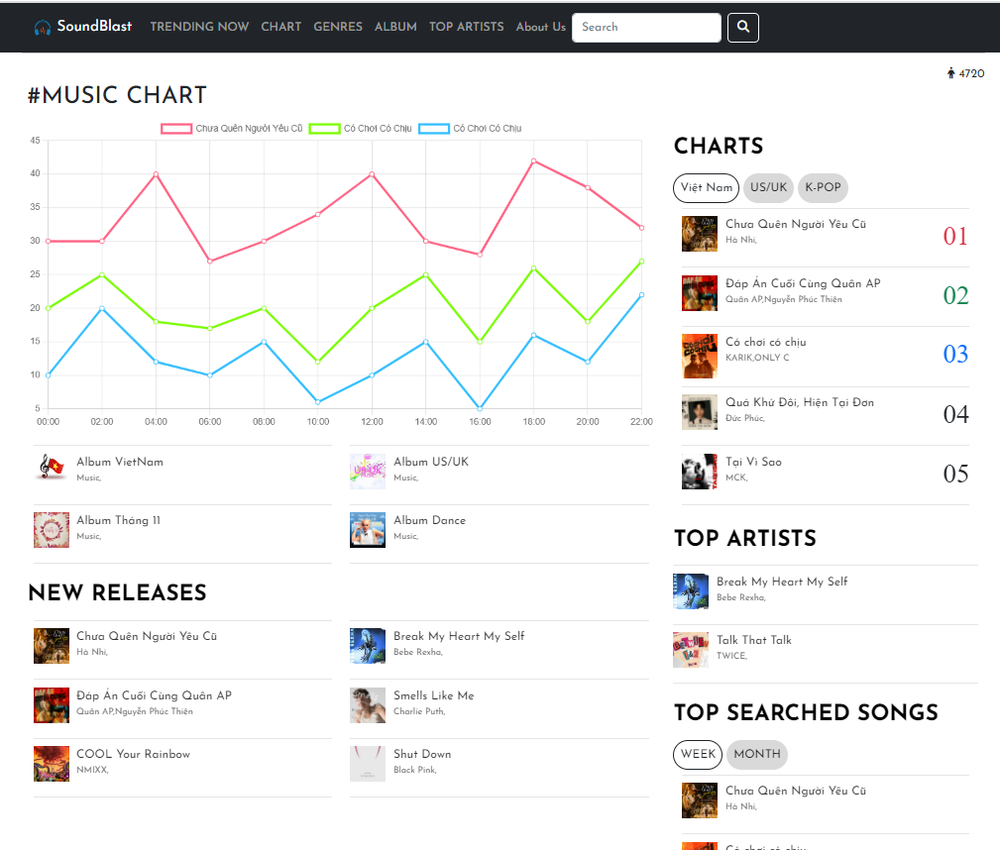 SoundBlast TRENDING NOW CHART GENRES ALBUM TOP ARTISTS About Us Search
4720
#MUSIC CHART
Chưa Quên Người Yêu Cũ Có Chơi Có Chịu Có Chơi Có Chịu
45
40
35
30
25
20
15
10
5
00:00 02:00 04:00 06:00 08:00 10:00 12:00 14:00 16:00 18:00 20:00 22:00
Album VietNam
Music,
Album US/UK
Music,
Album Tháng 11
Music,
Album Dance
Music,
NEW RELEASES
Chưa Quên Người Yêu Cũ
Hà Nhi,
Break My Heart My Self
Bebe Rexha,
Đáp Án Cuối Cùng Quân AP
Quân AP,Nguyễn Phúc Thiện
Smells Like Me
Charlie Puth,
COOL Your Rainbow
NMIXX,
Shut Down
Black Pink,
CHARTS
Việt Nam US/UK K-POP
Chưa Quên Người Yêu Cũ
Hà Nhi,
01
Đáp Án Cuối Cùng Quân AP
Quân AP,Nguyễn Phúc Thiện
02
Có chơi có chịu
KARIK,ONLY C
03
Quá Khứ Đôi, Hiện Tại Đơn
Đức Phúc,
04
Tại Vì Sao
MCK,
05
TOP ARTISTS
Break My Heart My Self
Bebe Rexha,
Talk That Talk
TWICE,
TOP SEARCHED SONGS
WEEK MONTH
Chưa Quên Người Yêu Cũ
Hà Nhi,
Có chơi có chịu